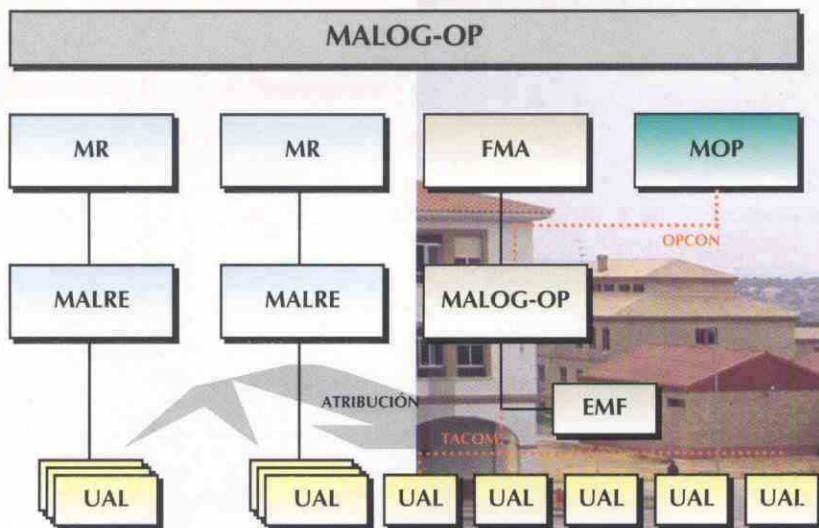 MALOG-OP
MR MR FMA MOP
OPCON
MALRE MALRE MALOG-OP
ATRIBUCIÓN
EMF
TACOM
UAL UAL UAL UAL UAL UAL UAL